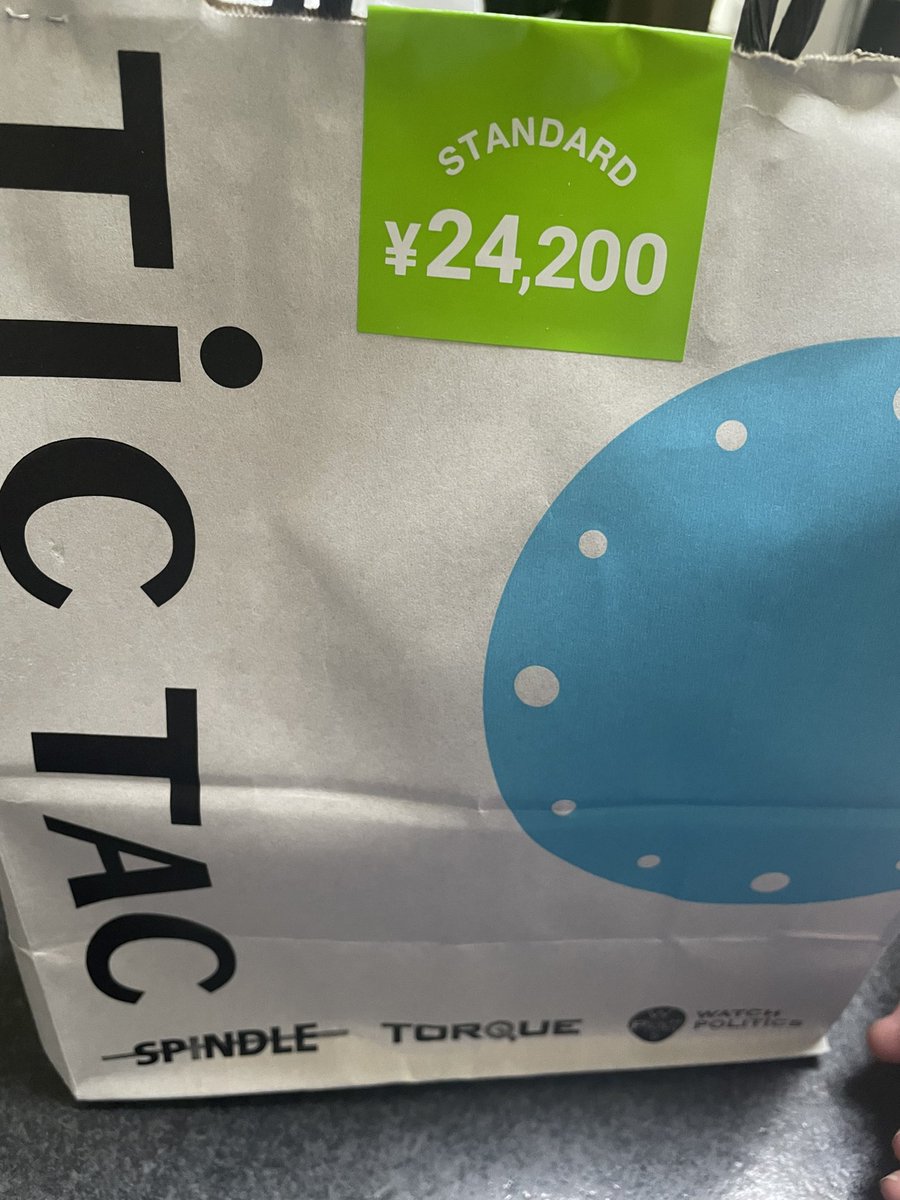 TiCTAC
STANDARD
¥24,200
SPINDLE
TORQUE
WATCH
POLITICS